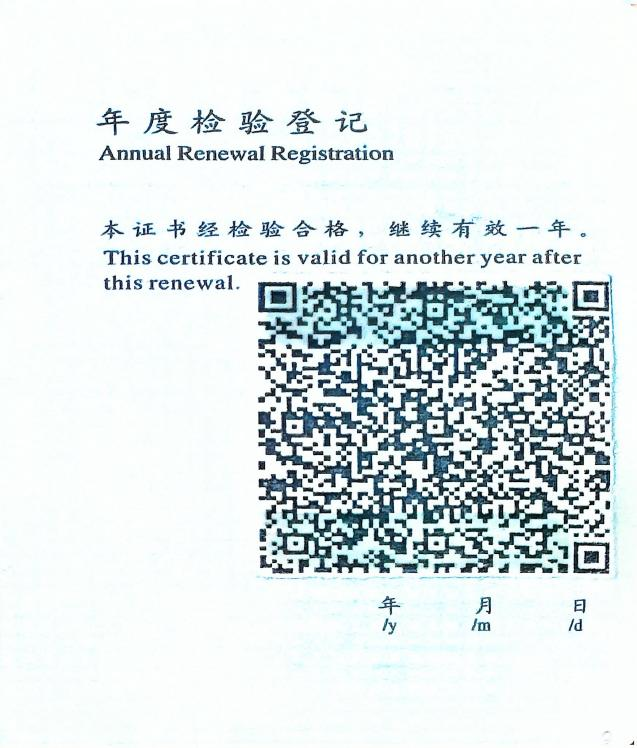 年度检验登记
Annual Renewal Registration
本证书经检验合格，继续有效一年。
This certificate is valid for another year after
this renewal.
年 月 日
/y /m /d